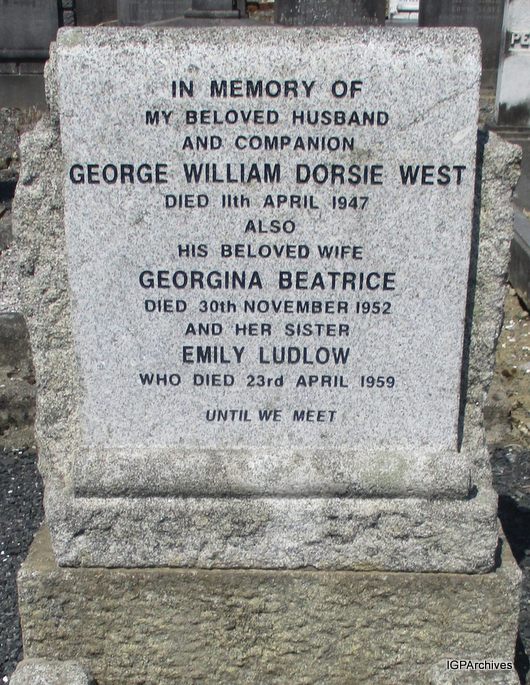 IN MEMORY OF
MY BELOVED HUSBAND
AND COMPANION
GEORGE WILLIAM DORSIE WEST
DIED 11th APRIL 1947
ALSO
HIS BELOVED WIFE
GEORGINA BEATRICE
DIED 30th NOVEMBER 1952
AND HER SISTER
EMILY LUDLOW
WHO DIED 23rd APRIL 1959
UNTIL WE MEET
IGPArchives